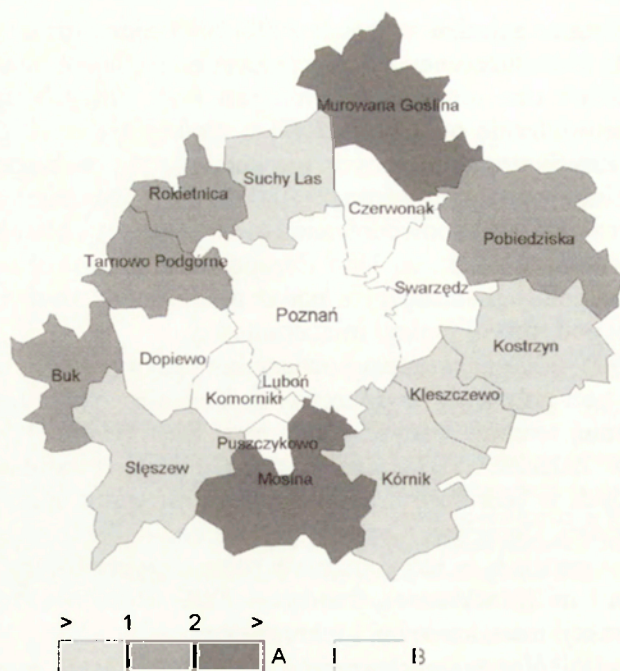 Murowana Goślina
Suchy Las
Rokietnica
Czerwonak
Pobiedziska
Tarnowo Podgórne
Swarzędz
Poznań
Kostrzyn
Dopiewo
Buk
Luboń
Kleszczewo
Komorniki
Puszczykowo
Stęszew
Mosina
Kórnik
> 1 2 >
A B